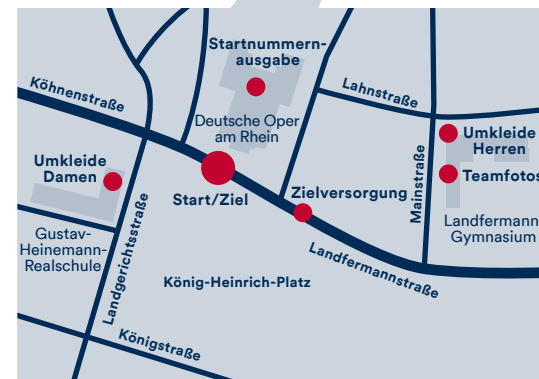 Startnummern-
ausgabe
Köhnenstraße
Lahnstraße
Deutsche Oper
am Rhein
Umkleide
Herren
Umkleide
Damen
Teamfotos
Mainstraße
Start/Ziel
Zielversorgung
Landfermann
Gymnasium
Gustav-
Heinemann-
Realschule
Landgerichtsstraße
Landfermannstraße
König-Heinrich-Platz
Königstraße